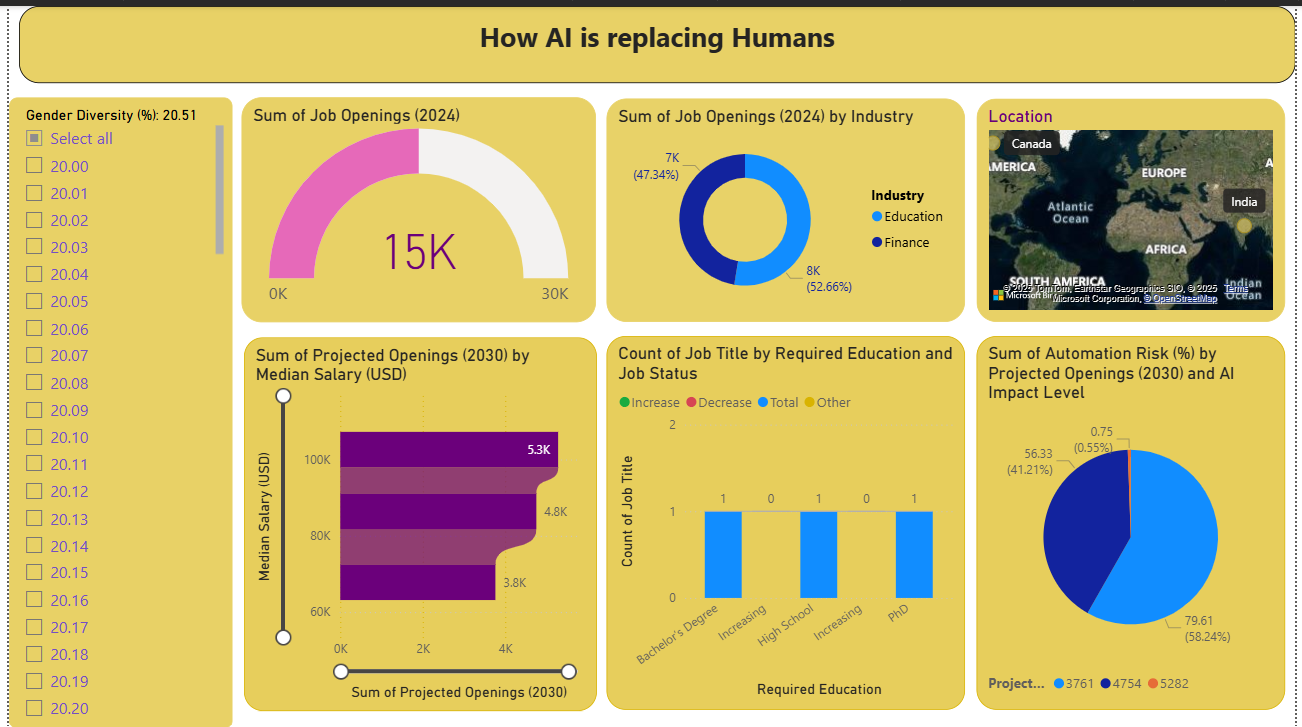 How AI is replacing Humans
Gender Diversity (%): 20.51
Select all
20.00
20.01
20.02
20.03
20.04
20.05
20.06
20.07
20.08
20.09
20.10
20.11
20.12
20.13
20.14
20.15
20.16
20.17
20.18
20.19
20.20
Sum of Job Openings (2024)
15K
0K
30K
Sum of Job Openings (2024) by Industry
7K
(47.34%)
8K
(52.66%)
Industry
Education
Finance
Location
Canada
AMERICA
EUROPE
A
India
Atlantic
Ocean
AFRICA
SOUTH AMERICA
Indian
Ocean
Microsoft Bi
© 2025 TomTom, Earthstar Geographics SIO, © 2025
Microsoft Corporation, © OpenStreetMap
Terms
Sum of Projected Openings (2030) by
Median Salary (USD)
Median Salary (USD)
100K
80K
60K
5.3K
4.8K
3.8K
0K
2K
4K
Sum of Projected Openings (2030)
Count of Job Title by Required Education and
Job Status
Increase
Decrease
Total
Other
Count of Job Title
2
1
0
1
0
1
0
1
Bachelor's Degree
Increasing
High School
Increasing
PhD
Required Education
Sum of Automation Risk (%) by
Projected Openings (2030) and AI
Impact Level
0.75
(0.55%)
56.33
(41.21%)
79.61
(58.24%)
Project...
3761
4754
5282